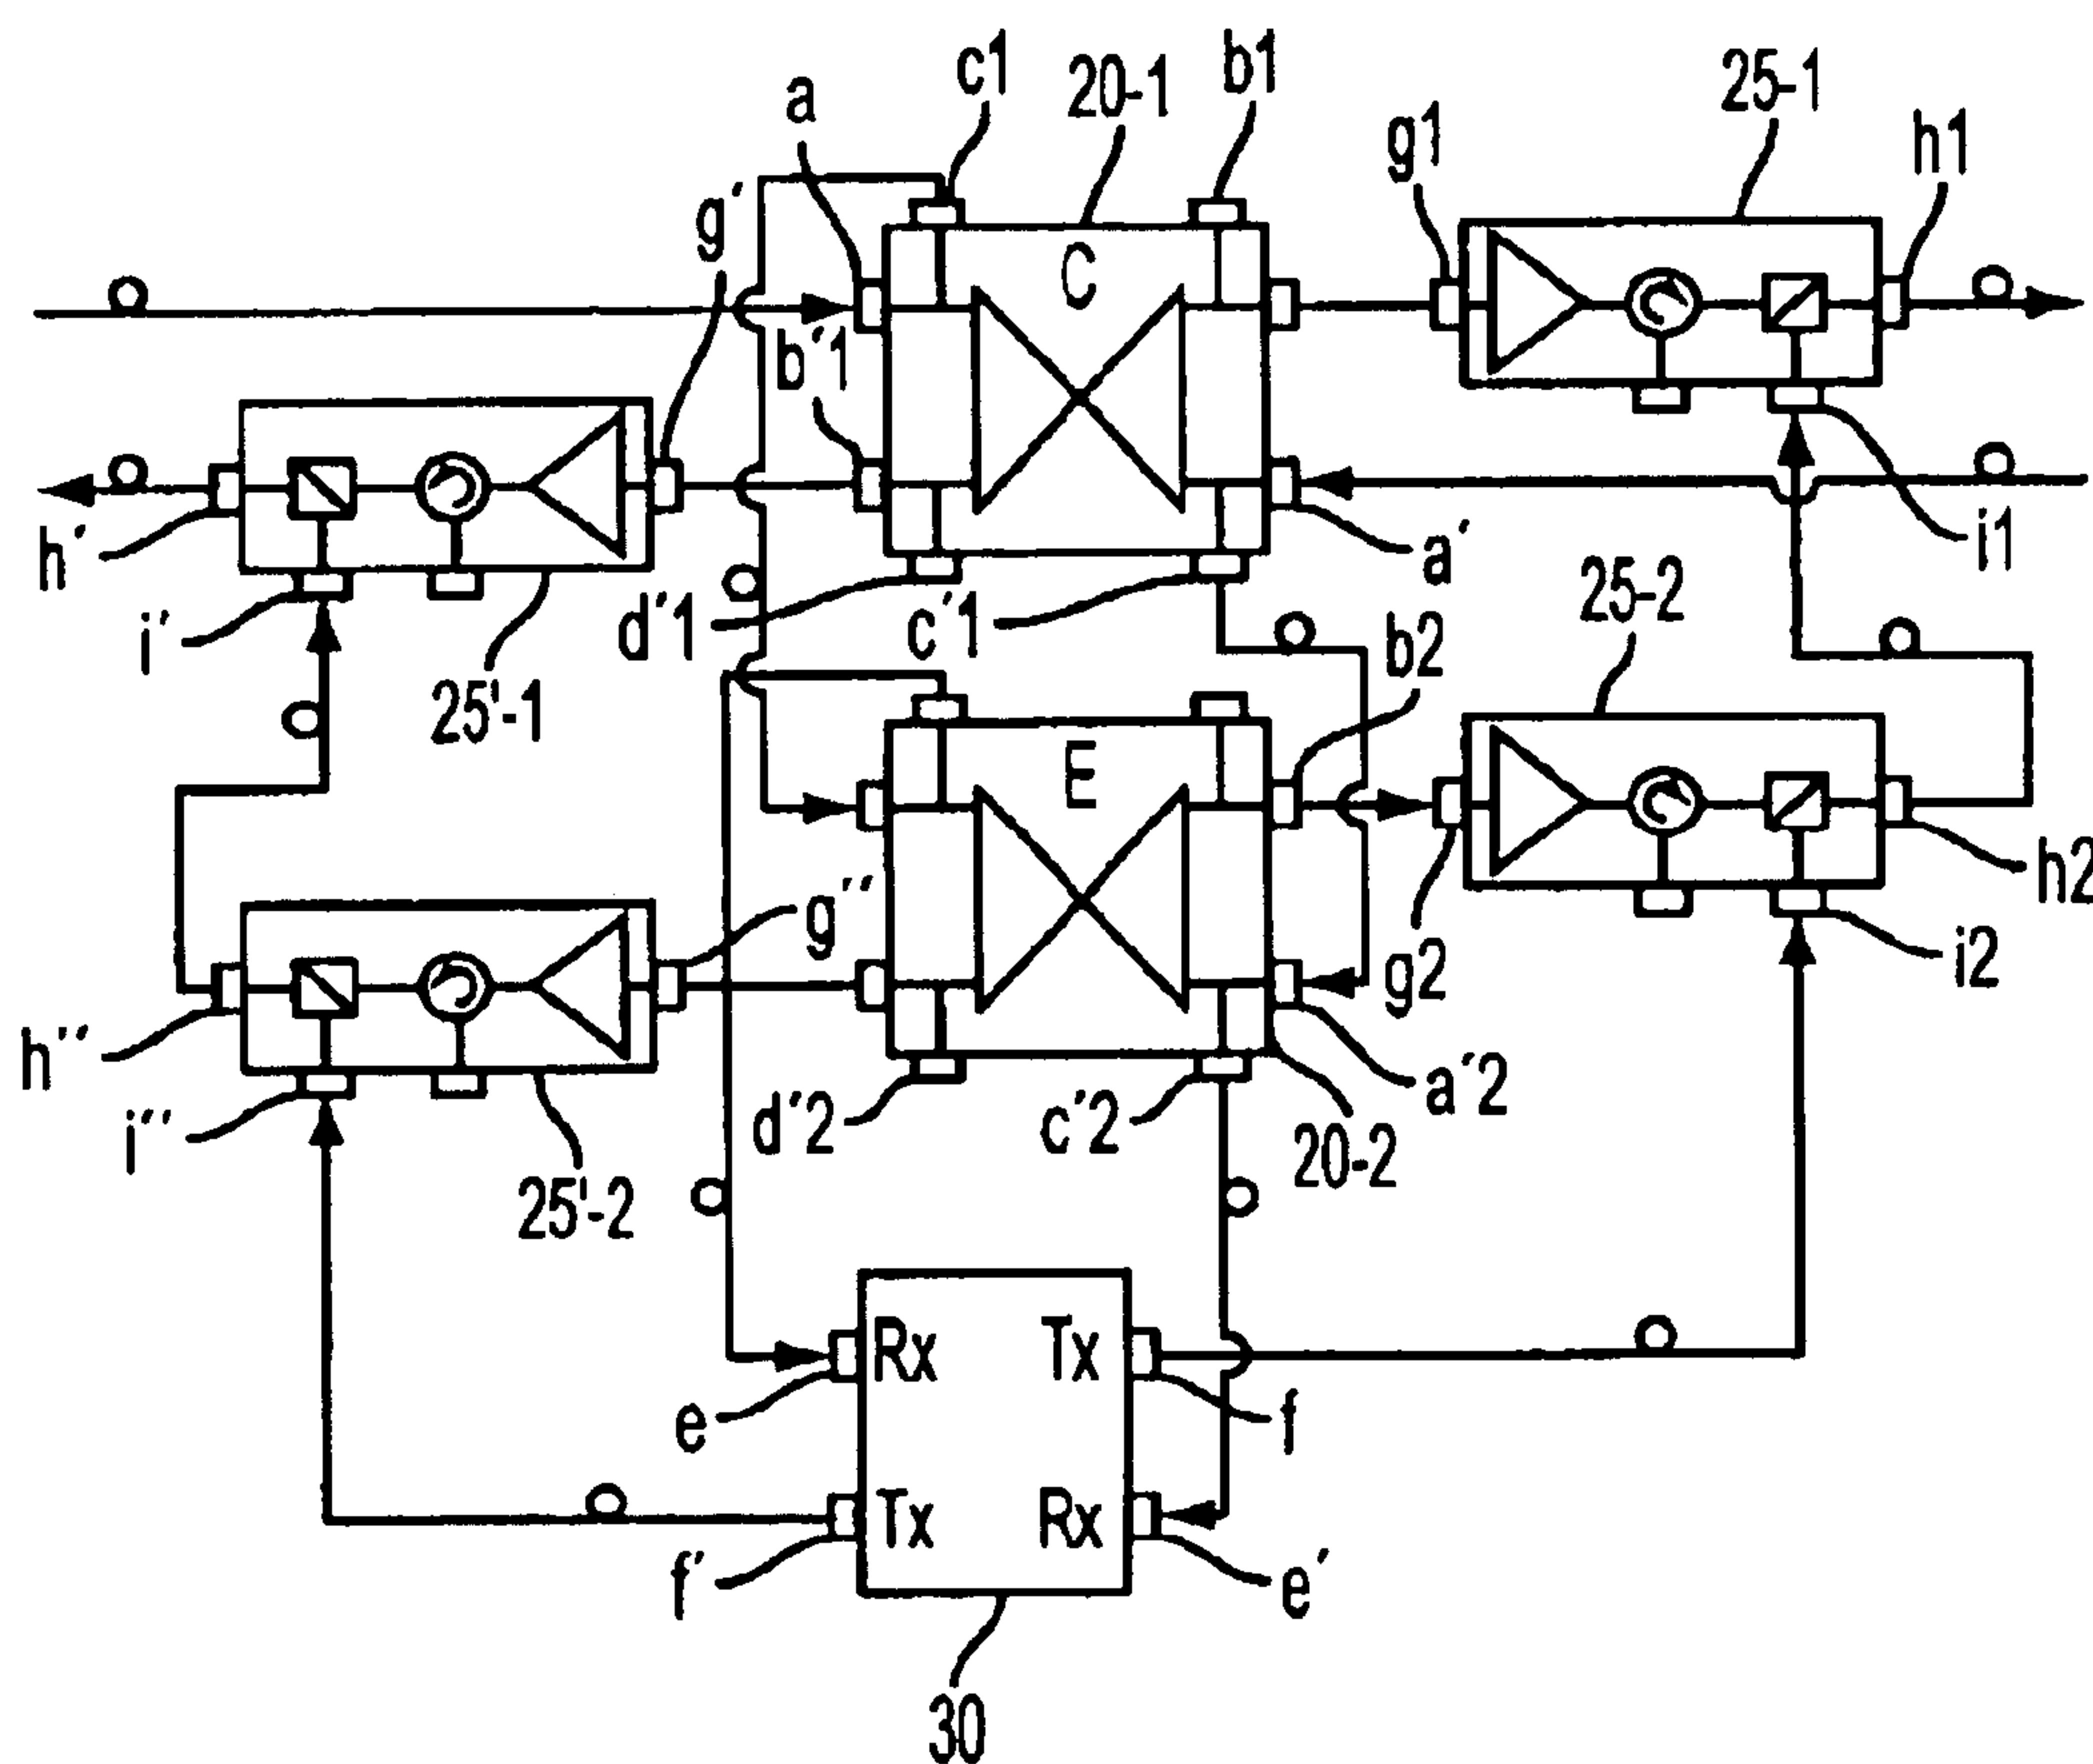 c1
20-1
b1
25-1
a
g1
h1
g'
C
b'1
h'
i'
25'-1
d'1
c'1
a'
i1
25-2
b2
E
g''
h2
g2
i2
h''
i''
25'-2
d'2
c'2
a'2
20-2
Rx
Tx
e
f
Tx
Rx
f'
e'
30